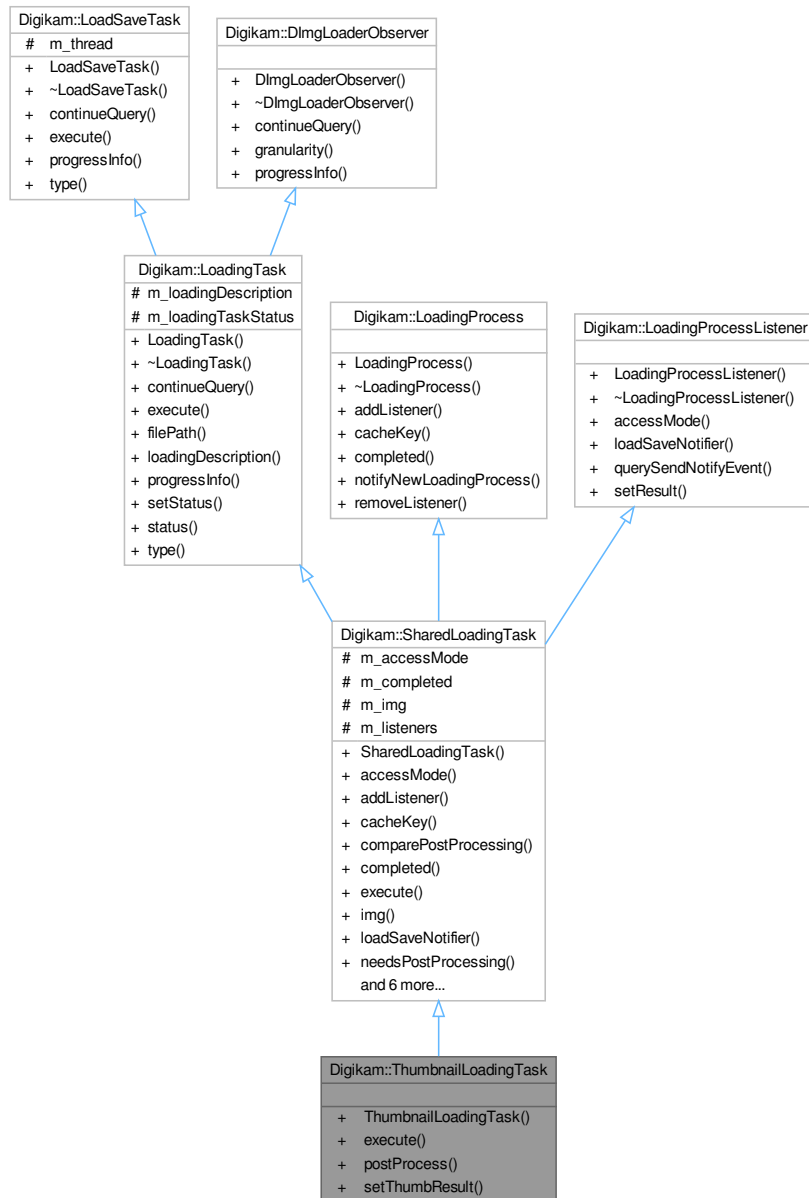 Digikam::LoadSaveTask
# m_thread
+ LoadSaveTask()
+ ~LoadSaveTask()
+ continueQuery()
+ execute()
+ progressInfo()
+ type()
Digikam::DImgLoaderObserver
+ DImgLoaderObserver()
+ ~DImgLoaderObserver()
+ continueQuery()
+ granularity()
+ progressInfo()
Digikam::LoadingTask
# m_loadingDescription
# m_loadingTaskStatus
+ LoadingTask()
+ ~LoadingTask()
+ continueQuery()
+ execute()
+ filePath()
+ loadingDescription()
+ progressInfo()
+ setStatus()
+ status()
+ type()
Digikam::LoadingProcess
+ LoadingProcess()
+ ~LoadingProcess()
+ addListener()
+ cacheKey()
+ completed()
+ notifyNewLoadingProcess()
+ removeListener()
Digikam::LoadingProcessListener
+ LoadingProcessListener()
+ ~LoadingProcessListener()
+ accessMode()
+ loadSaveNotifier()
+ querySendNotifyEvent()
+ setResult()
Digikam::SharedLoadingTask
# m_accessMode
# m_completed
# m_img
# m_listeners
+ SharedLoadingTask()
+ accessMode()
+ addListener()
+ cacheKey()
+ comparePostProcessing()
+ completed()
+ execute()
+ img()
+ loadSaveNotifier()
+ needsPostProcessing()
and 6 more...
Digikam::ThumbnailLoadingTask
+ ThumbnailLoadingTask()
+ execute()
+ postProcess()
+ setThumbResult()